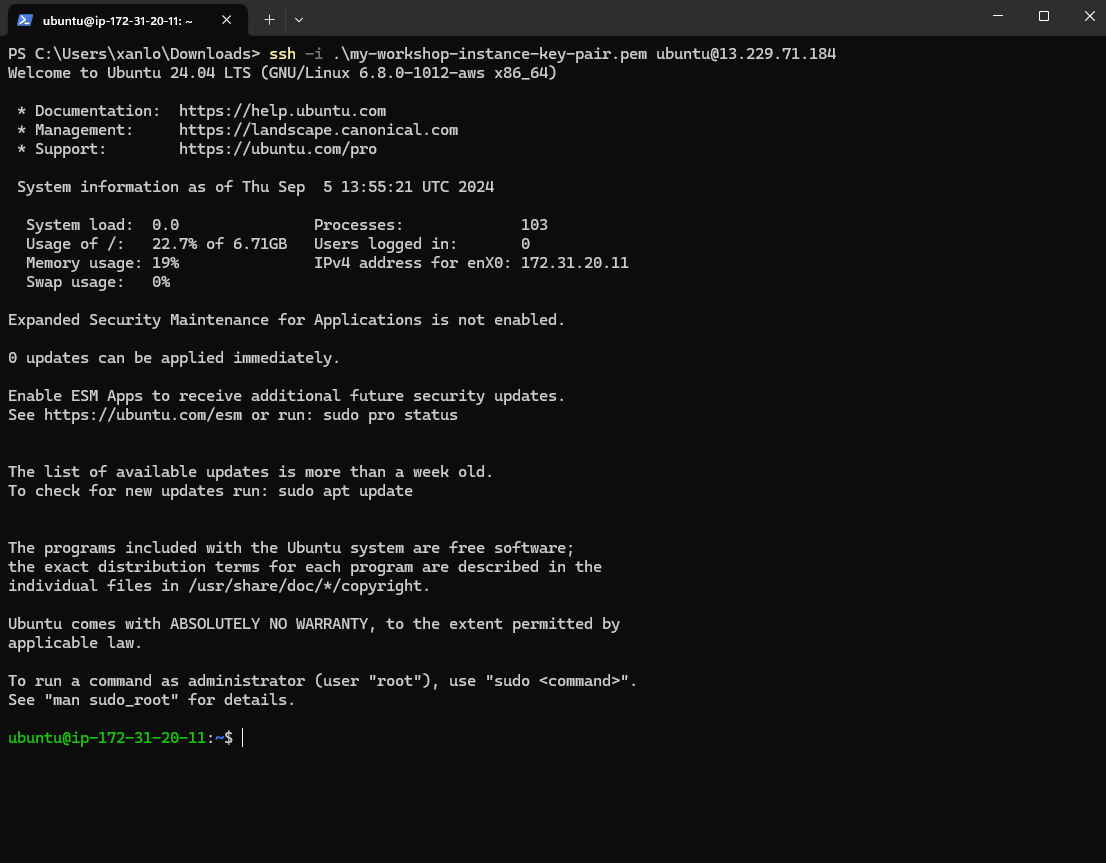 ubuntu@ip-172-31-20-11: ~
PS C:\Users\xanlo\Downloads> ssh -i .\my-workshop-instance-key-pair.pem ubuntu@13.229.71.184
Welcome to Ubuntu 24.04 LTS (GNU/Linux 6.8.0-1012-aws x86_64)

 * Documentation:  https://help.ubuntu.com
 * Management:     https://landscape.canonical.com
 * Support:        https://ubuntu.com/pro

 System information as of Thu Sep  5 13:55:21 UTC 2024

  System load:  0.0               Processes:             103
  Usage of /:   22.7% of 6.71GB   Users logged in:       0
  Memory usage: 19%               IPv4 address for enX0: 172.31.20.11
  Swap usage:   0%

Expanded Security Maintenance for Applications is not enabled.

0 updates can be applied immediately.

Enable ESM Apps to receive additional future security updates.
See https://ubuntu.com/esm or run: sudo pro status


The list of available updates is more than a week old.
To check for new updates run: sudo apt update


The programs included with the Ubuntu system are free software;
the exact distribution terms for each program are described in the
individual files in /usr/share/doc/*/copyright.

Ubuntu comes with ABSOLUTELY NO WARRANTY, to the extent permitted by
applicable law.

To run a command as administrator (user "root"), use "sudo <command>".
See "man sudo_root" for details.

ubuntu@ip-172-31-20-11:~$